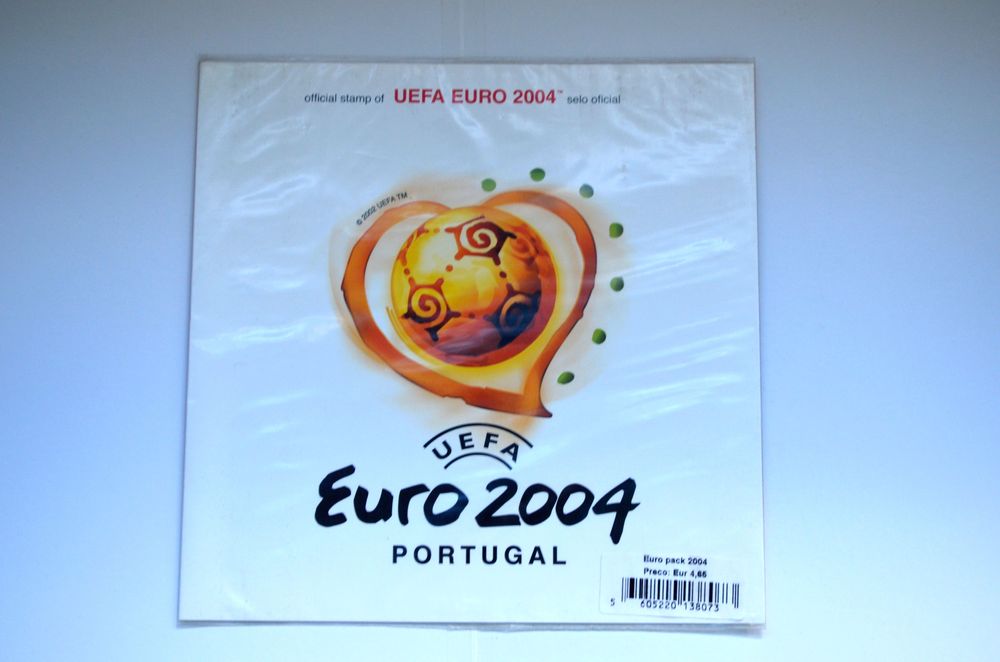 official stamp of UEFA EURO 2004™ selo oficial
© 2002 UEFA TM
UEFA
Euro 2004
PORTUGAL
Euro pack 2004
Preco: Eur 4,65
5 605220 138073